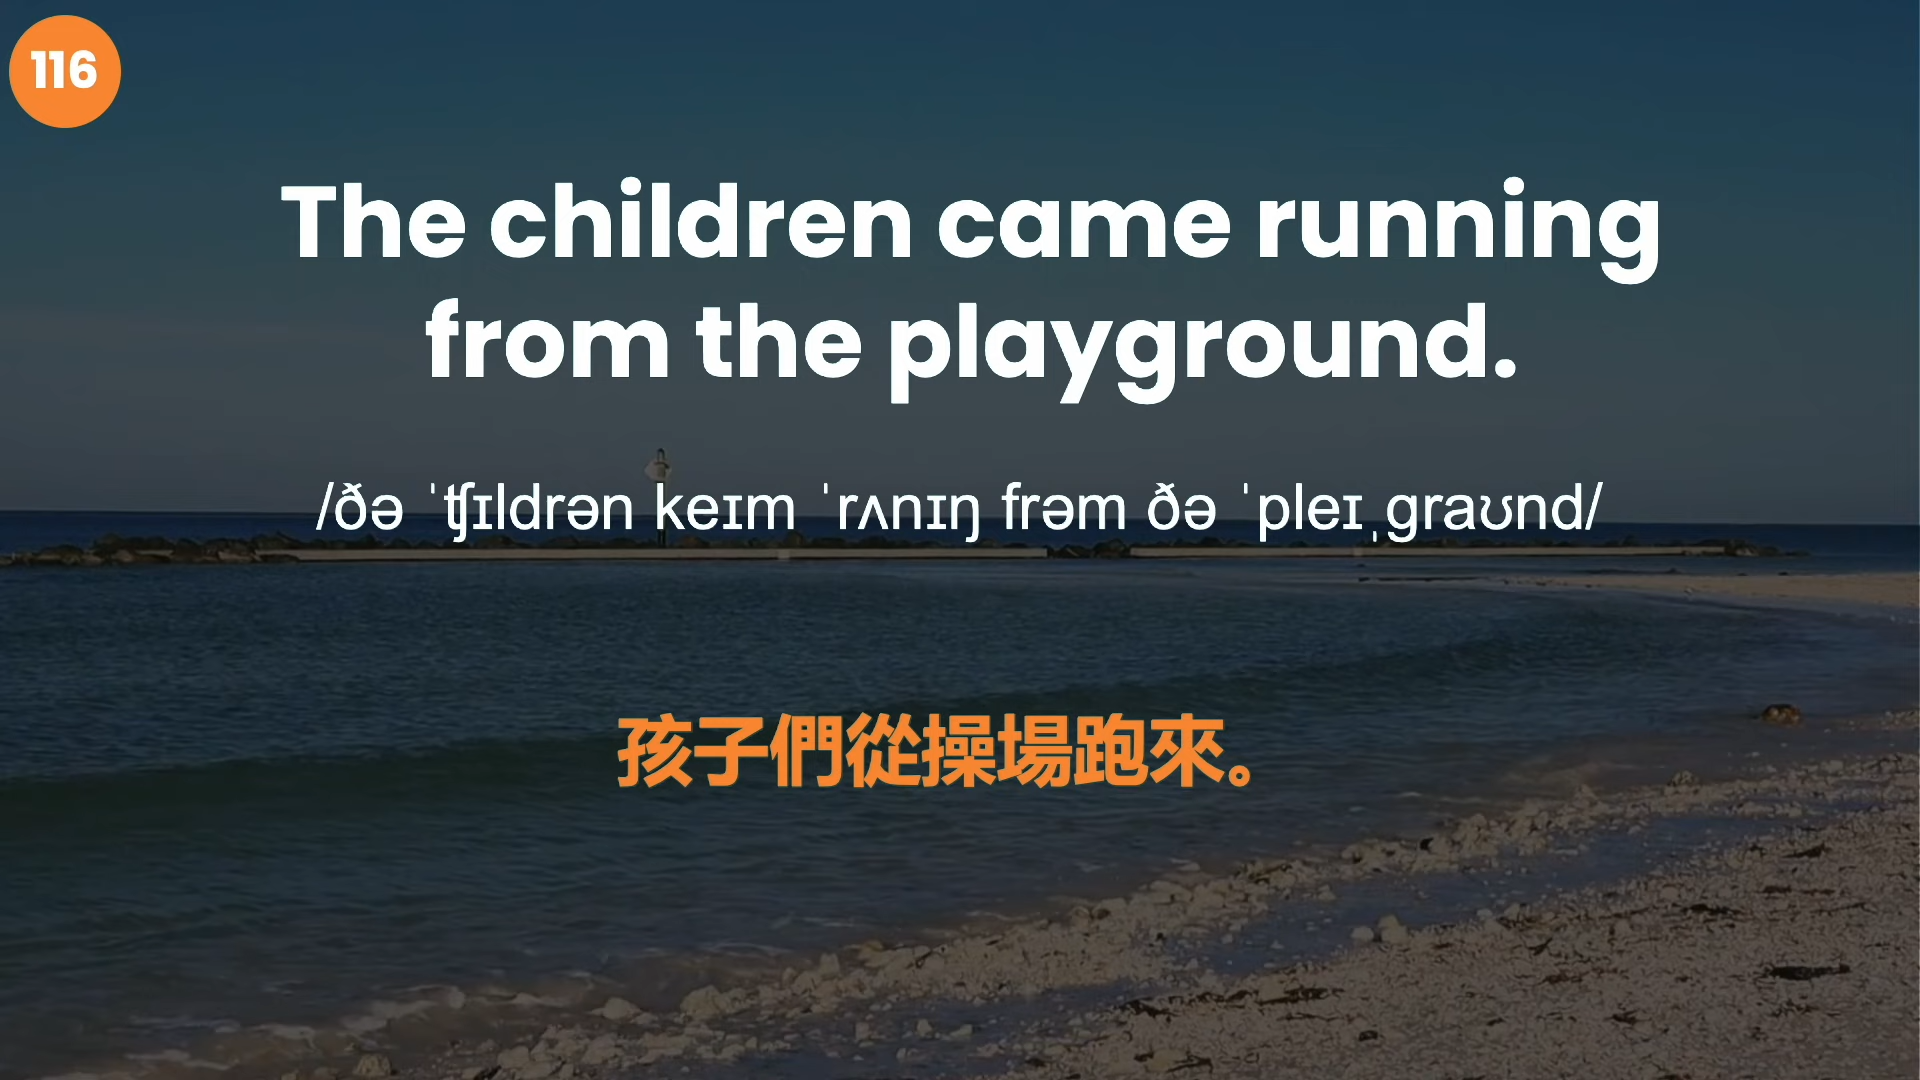 116
The children came running
from the playground.
/ðə ˈʧɪldrən keɪm ˈrʌnɪŋ frəm ðə ˈpleɪˌɡraʊnd/
孩子們從操場跑來。